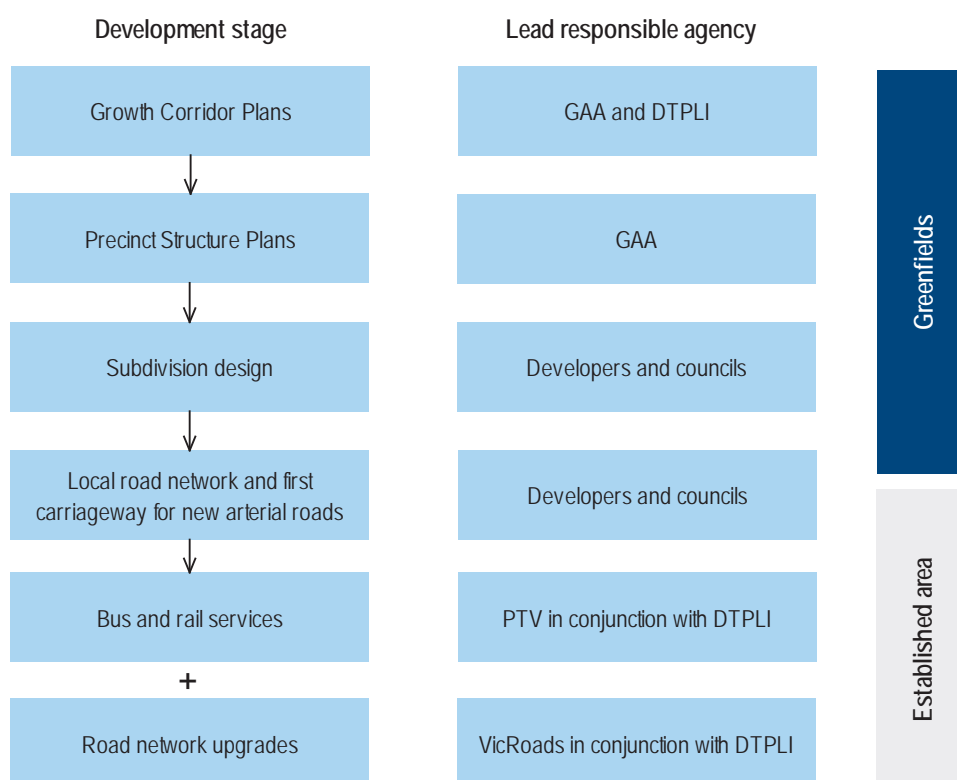 Development stage
Lead responsible agency
Growth Corridor Plans
GAA and DTPLI
Precinct Structure Plans
GAA
Subdivision design
Developers and councils
Local road network and first
carriageway for new arterial roads
Developers and councils
Bus and rail services
PTV in conjunction with DTPLI
+
Road network upgrades
VicRoads in conjunction with DTPLI
Greenfields
Established area